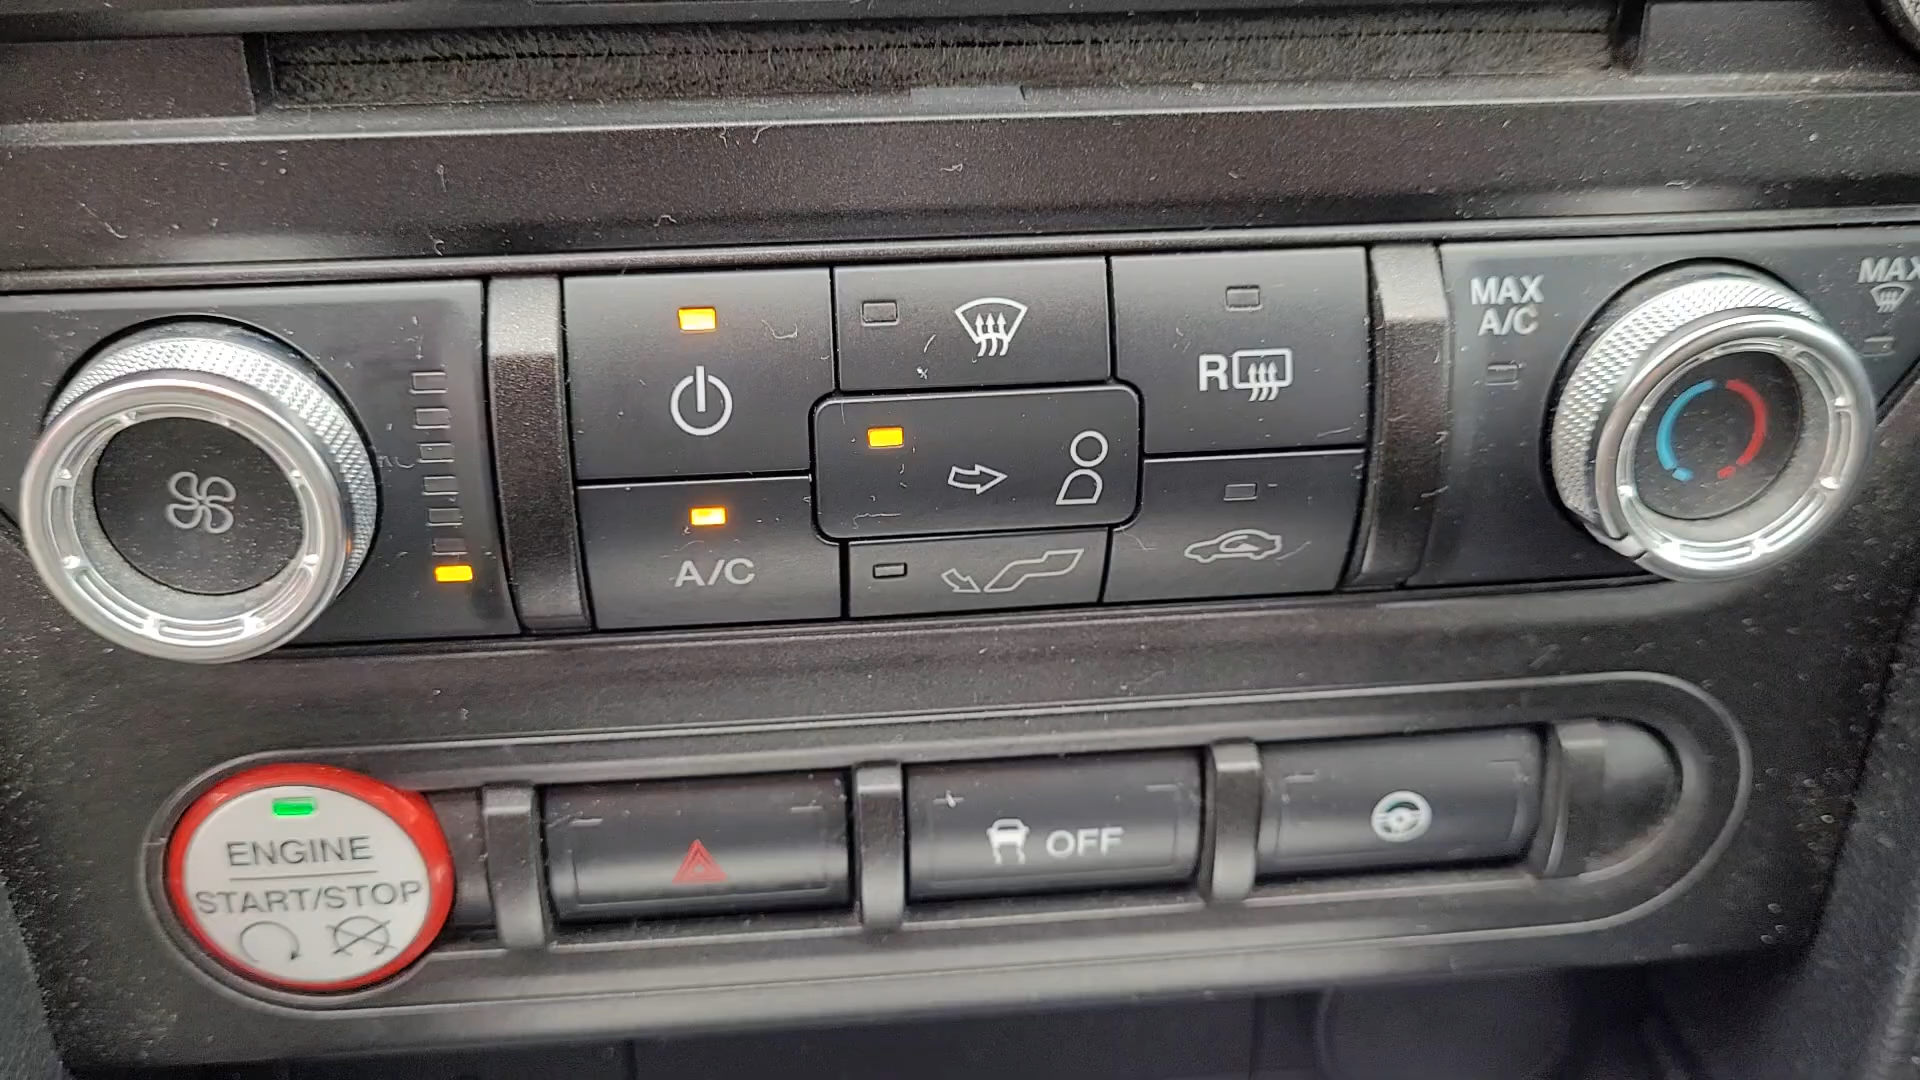 MAX
A/C
MAX
R
A/C
ENGINE
START/STOP
OFF